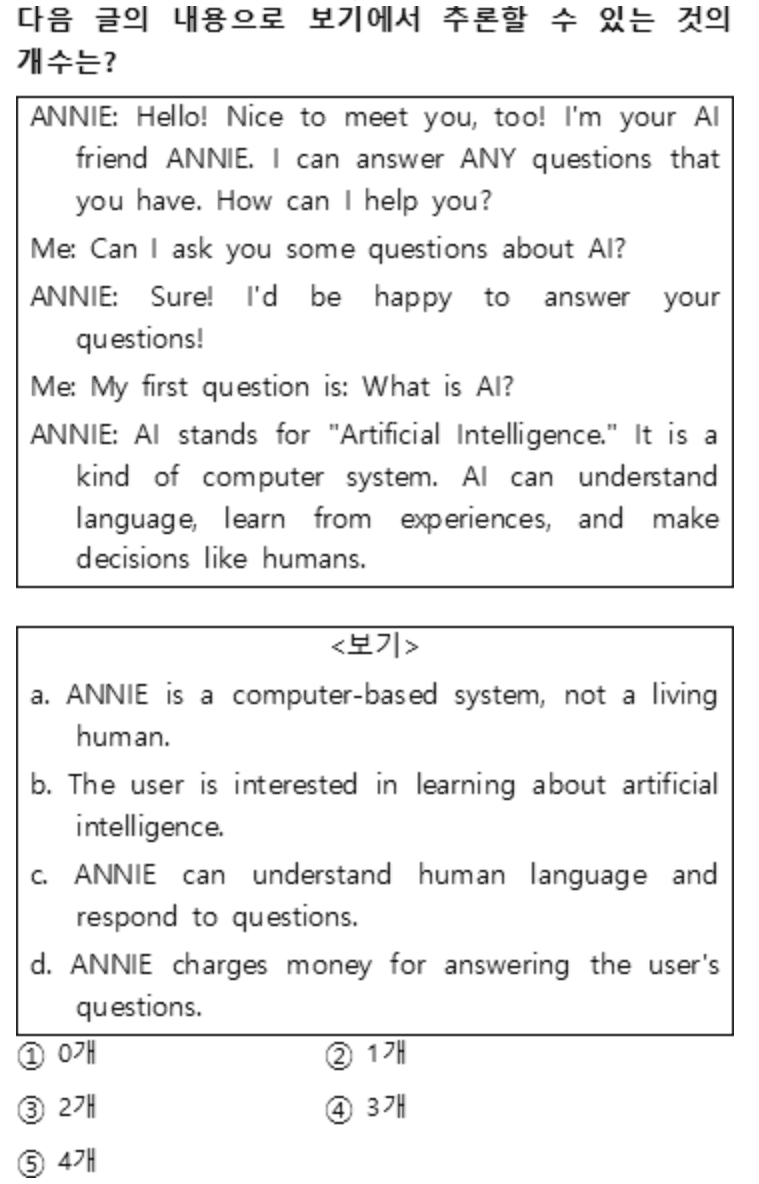 다음 글의 내용으로 보기에서 추론할 수 있는 것의
개수는?
ANNIE: Hello! Nice to meet you, too! I'm your AI
friend ANNIE. I can answer ANY questions that
you have. How can I help you?
Me: Can I ask you some questions about AI?
ANNIE: Sure! I'd be happy to answer your
questions!
Me: My first question is: What is AI?
ANNIE: AI stands for "Artificial Intelligence." It is a
kind of computer system. AI can understand
language, learn from experiences, and make
decisions like humans.
<보기>
a. ANNIE is a computer-based system, not a living
human.
b. The user is interested in learning about artificial
intelligence.
c. ANNIE can understand human language and
respond to questions.
d. ANNIE charges money for answering the user's
questions.
① 0개 ② 1개
③ 2개 ④ 3개
⑤ 4개